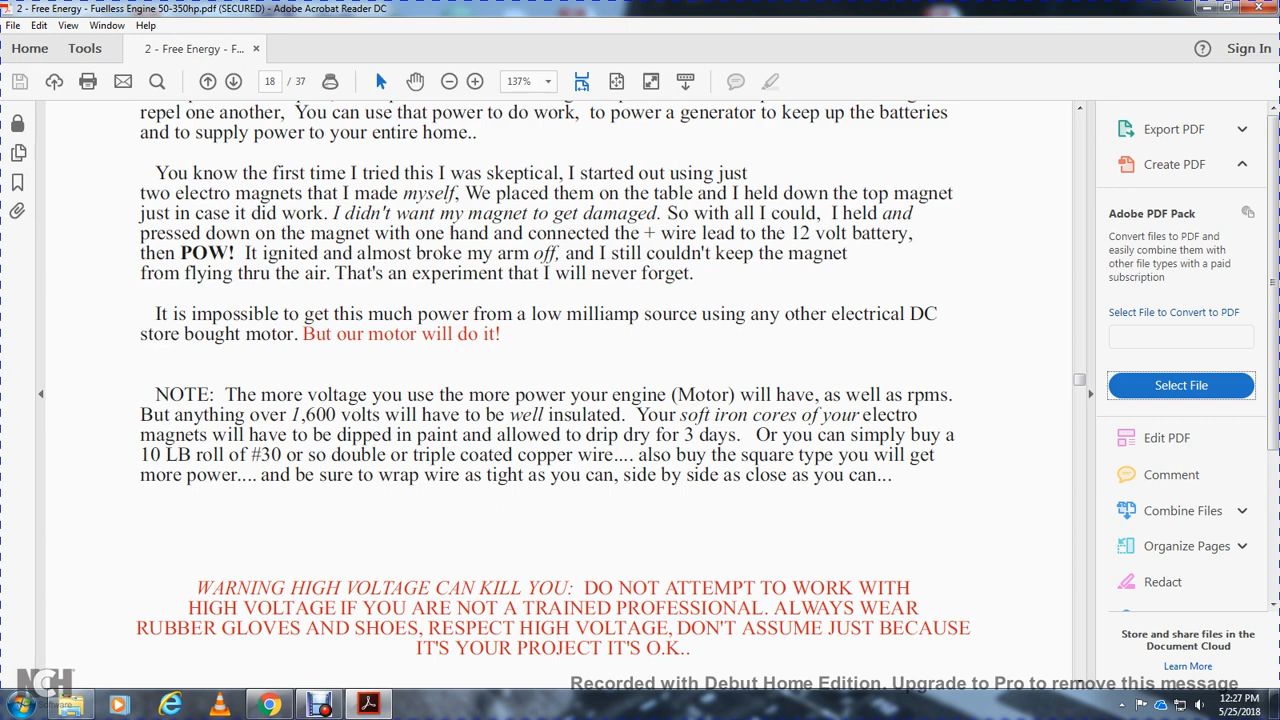 2 - Free Energy - Fuelless Engine 50-350hp.pdf (SECURED) - Adobe Acrobat Reader DC
File Edit View Window Help
Home Tools 2 - Free Energy - F... × Sign In
18 / 37 137%
repel one another, You can use that power to do work, to power a generator to keep up the batteries
and to supply power to your entire home..
You know the first time I tried this I was skeptical, I started out using just
two electro magnets that I made myself, We placed them on the table and I held down the top magnet
just in case it did work. I didn't want my magnet to get damaged. So with all I could, I held and
pressed down on the magnet with one hand and connected the + wire lead to the 12 volt battery,
then POW! It ignited and almost broke my arm off, and I still couldn't keep the magnet
from flying thru the air. That's an experiment that I will never forget.
It is impossible to get this much power from a low milliamp source using any other electrical DC
store bought motor. But our motor will do it!
NOTE: The more voltage you use the more power your engine (Motor) will have, as well as rpms.
But anything over 1,600 volts will have to be well insulated. Your soft iron cores of your electro
magnets will have to be dipped in paint and allowed to drip dry for 3 days. Or you can simply buy a
10 LB roll of #30 or so double or triple coated copper wire.... also buy the square type you will get
more power.... and be sure to wrap wire as tight as you can, side by side as close as you can...
WARNING HIGH VOLTAGE CAN KILL YOU: DO NOT ATTEMPT TO WORK WITH
HIGH VOLTAGE IF YOU ARE NOT A TRAINED PROFESSIONAL. ALWAYS WEAR
RUBBER GLOVES AND SHOES, RESPECT HIGH VOLTAGE, DON'T ASSUME JUST BECAUSE
IT'S YOUR PROJECT IT'S O.K..
Export PDF
Create PDF
Adobe PDF Pack
Convert files to PDF and
easily combine them with
other file types with a paid
subscription
Select File to Convert to PDF
Select File
Edit PDF
Comment
Combine Files
Organize Pages
Redact
Store and share files in the
Document Cloud
Learn More
NCH
Software
Recorded with Debut Home Edition. Upgrade to Pro to remove this message
12:27 PM
5/25/2018